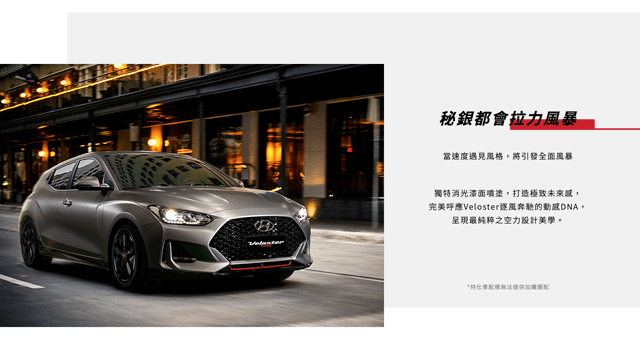 秘銀都會拉力風暴
當速度遇見風格，將引發全面風暴
獨特消光漆面噴塗，打造極致未來感，
完美呼應Veloster逐風奔馳的動感DNA，
呈現最純粹之空力設計美學。
*特仕車配備無法提供加購選配
Veloster